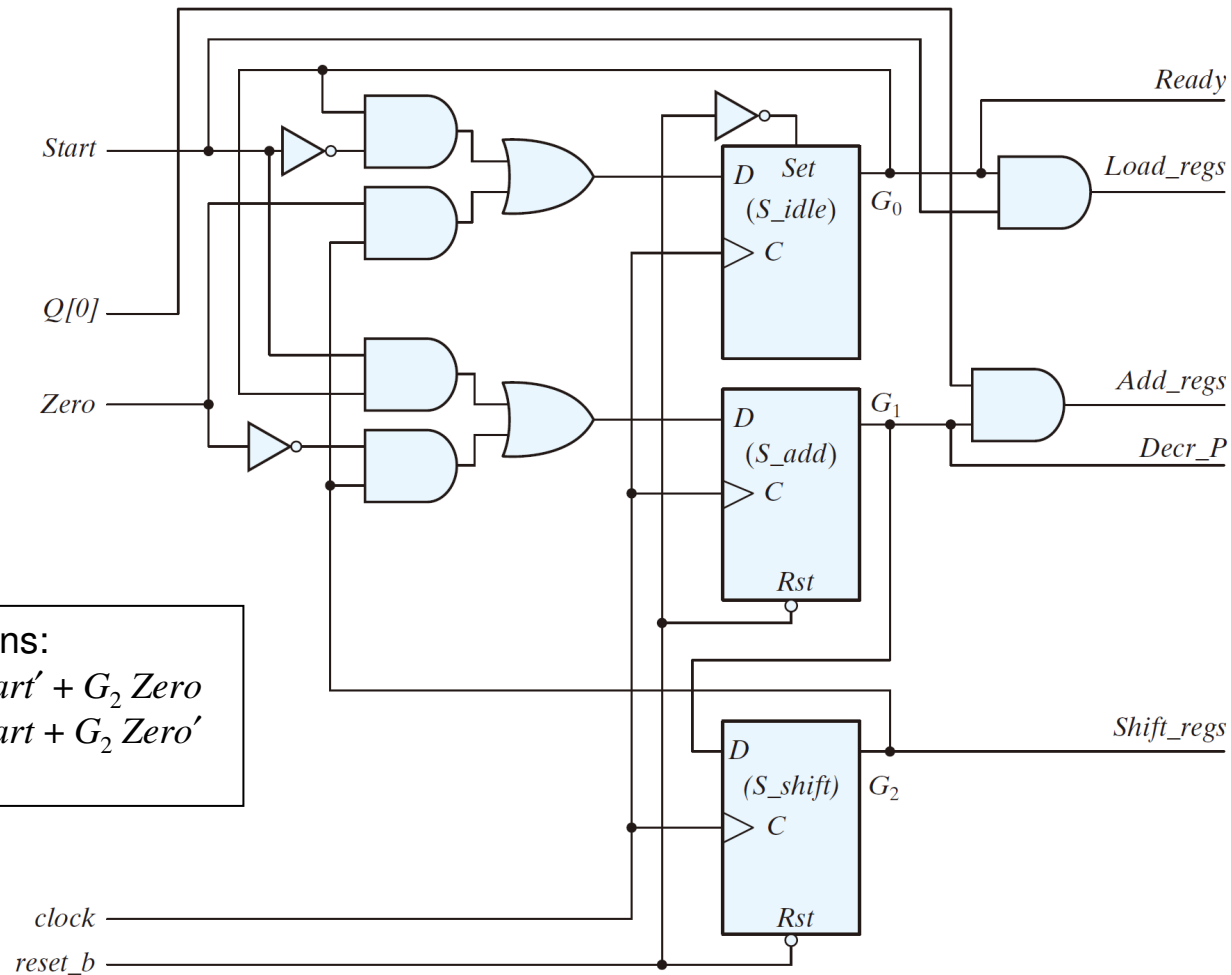 Ready
Start
Load_regs
D Set
(S_idle)
G₀
C
Q[0]
Zero
Add_regs
G₁
D
(S_add)
Decr_P
C
Rst
ns:
art′ + G₂ Zero
art + G₂ Zero′
Shift_regs
D
(S_shift)
G₂
C
clock
Rst
reset_b